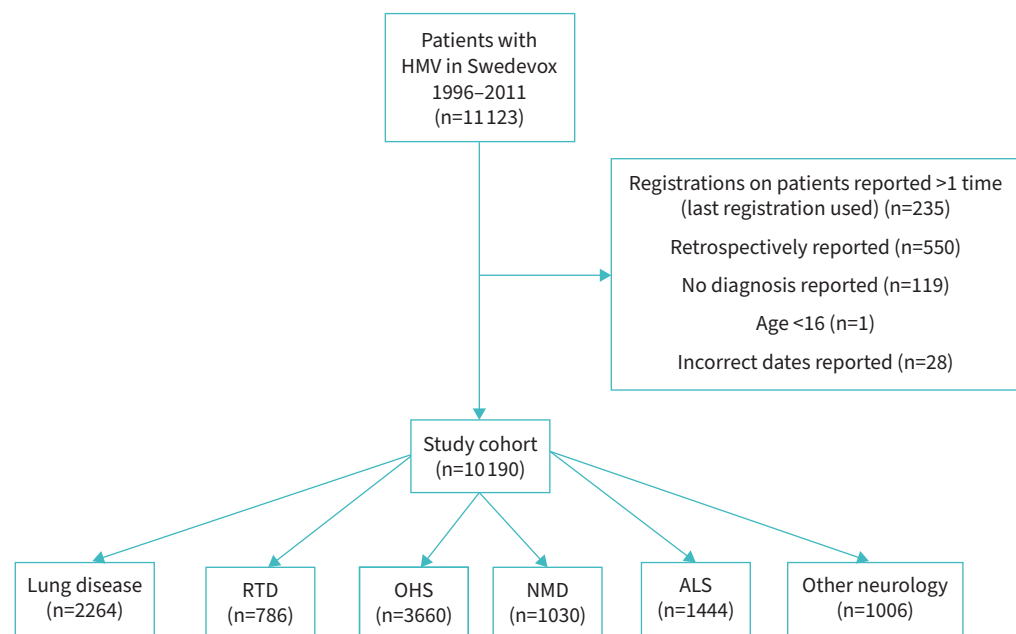 Patients with
HMV in Swedevox
1996–2011
(n=11 123)
Registrations on patients reported >1 time
(last registration used) (n=235)
Retrospectively reported (n=550)
No diagnosis reported (n=119)
Age <16 (n=1)
Incorrect dates reported (n=28)
Study cohort
(n=10 190)
Lung disease
(n=2264)
RTD
(n=786)
OHS
(n=3660)
NMD
(n=1030)
ALS
(n=1444)
Other neurology
(n=1006)